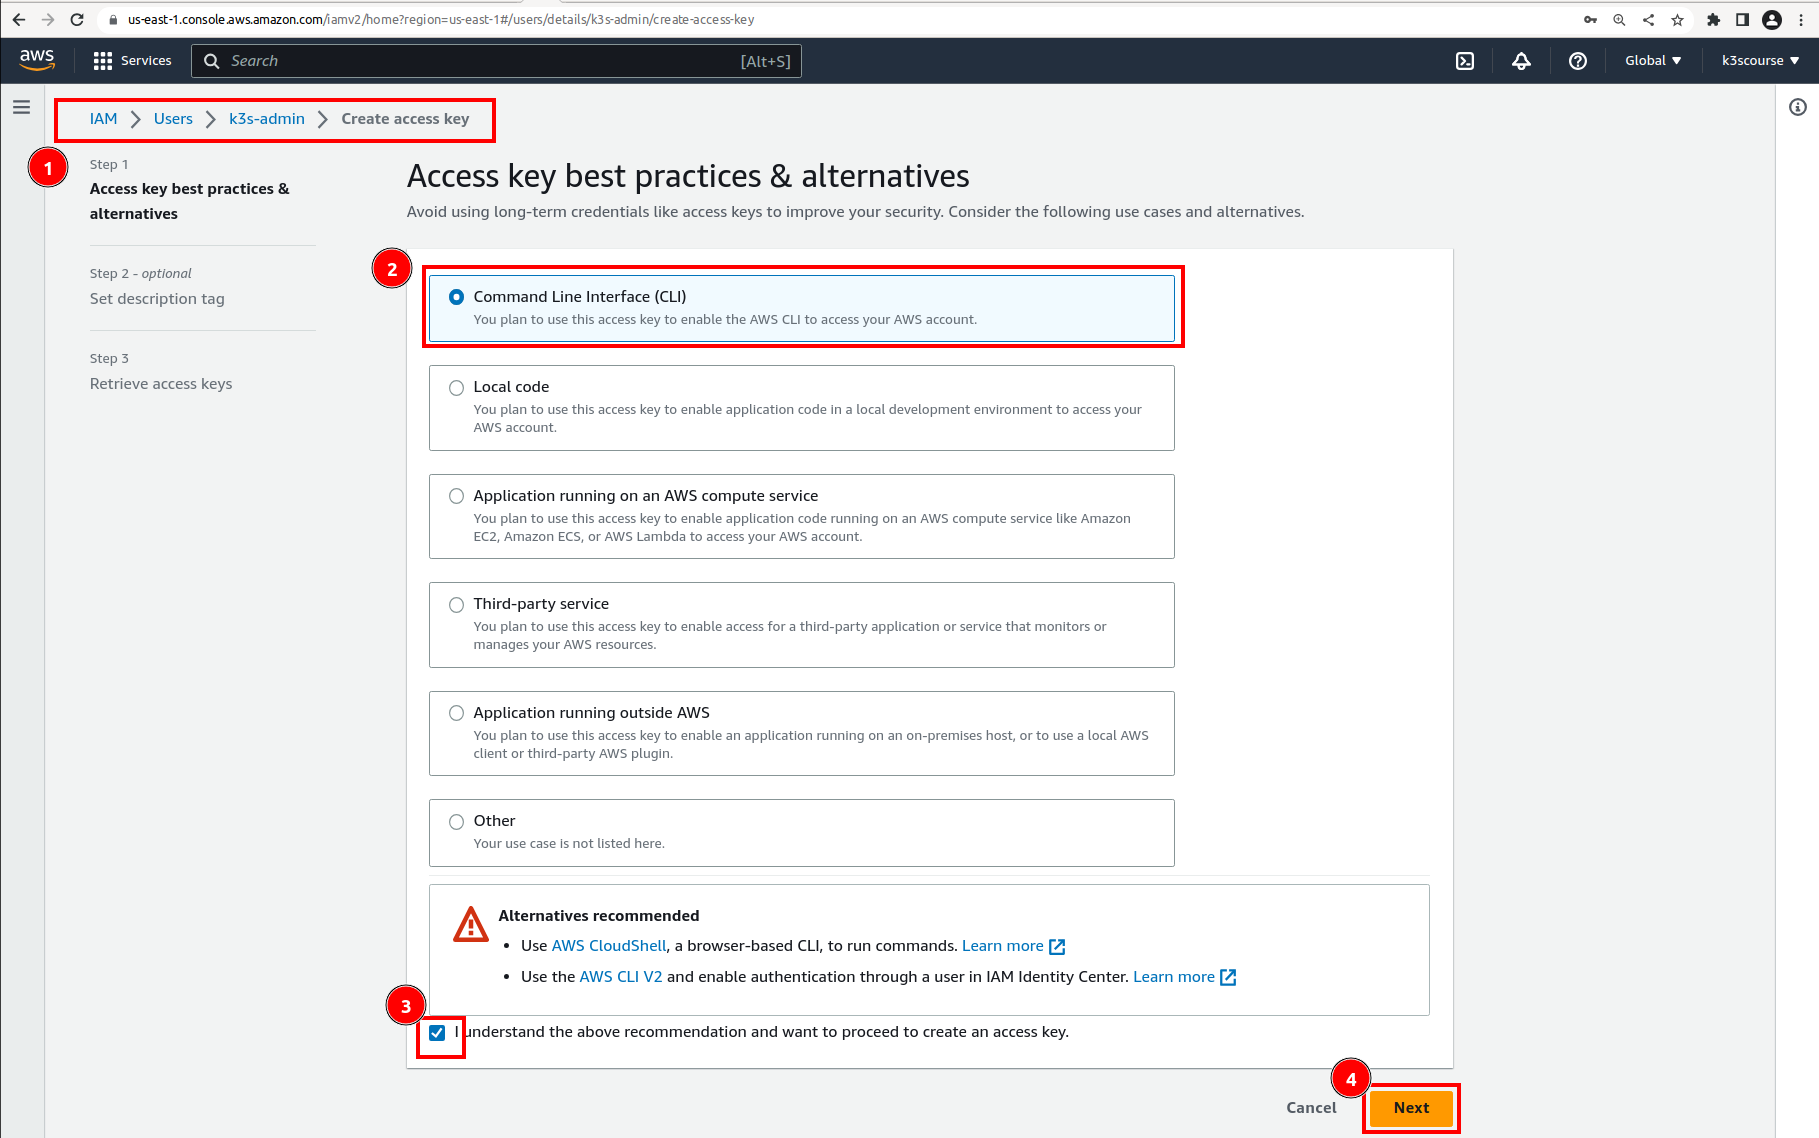 us-east-1.console.aws.amazon.com/iamv2/home?region=us-east-1#/users/details/k3s-admin/create-access-key
aws
Services
Search
[Alt+S]
Global
k3scourse
IAM
Users
k3s-admin
Create access key
1
Step 1
Access key best practices &
alternatives
Step 2 - optional
Set description tag
Step 3
Retrieve access keys
Access key best practices & alternatives
Avoid using long-term credentials like access keys to improve your security. Consider the following use cases and alternatives.
2
Command Line Interface (CLI)
You plan to use this access key to enable the AWS CLI to access your AWS account.
Local code
You plan to use this access key to enable application code in a local development environment to access your
AWS account.
Application running on an AWS compute service
You plan to use this access key to enable application code running on an AWS compute service like Amazon
EC2, Amazon ECS, or AWS Lambda to access your AWS account.
Third-party service
You plan to use this access key to enable access for a third-party application or service that monitors or
manages your AWS resources.
Application running outside AWS
You plan to use this access key to enable an application running on an on-premises host, or to use a local AWS
client or third-party AWS plugin.
Other
Your use case is not listed here.
Alternatives recommended
• Use AWS CloudShell, a browser-based CLI, to run commands. Learn more
• Use the AWS CLI V2 and enable authentication through a user in IAM Identity Center. Learn more
3
I understand the above recommendation and want to proceed to create an access key.
4
Cancel
Next